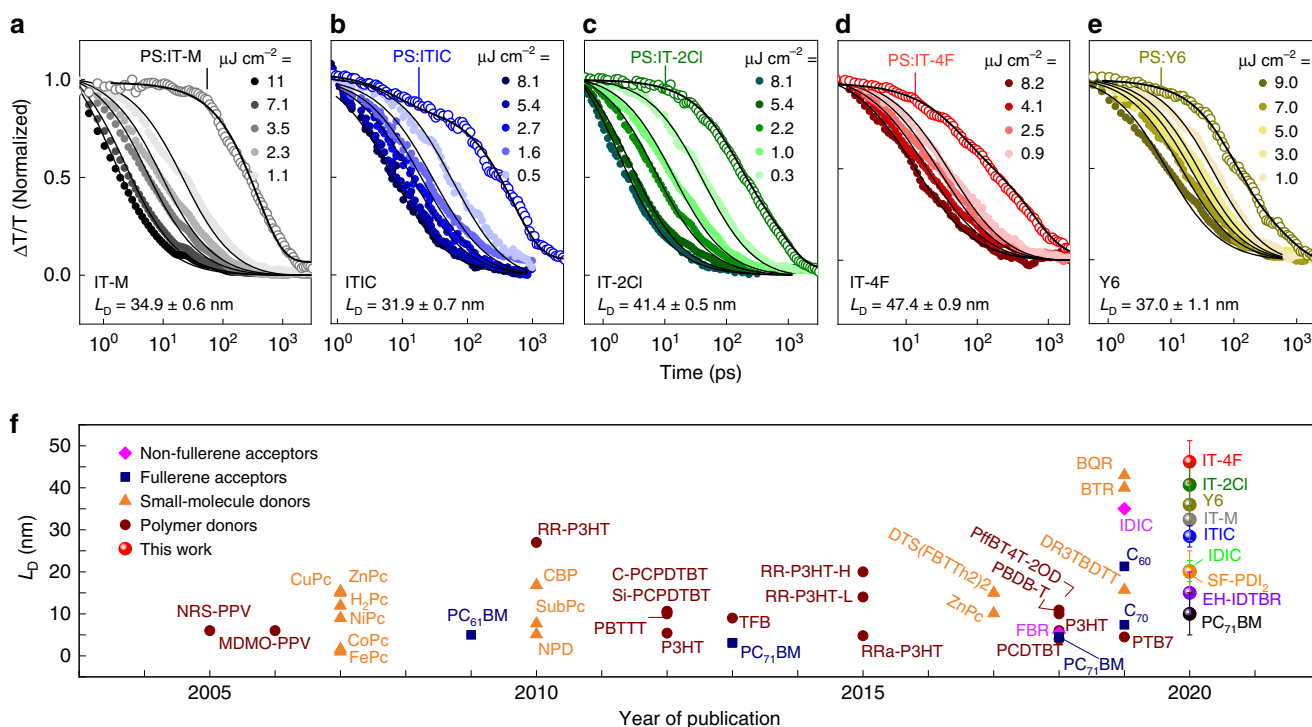 a
b
c
d
e
PS:IT-M
µJ cm⁻² =
11
7.1
3.5
2.3
1.1
IT-M
L_D = 34.9 ± 0.6 nm
PS:ITIC
µJ cm⁻² =
8.1
5.4
2.7
1.6
0.5
ITIC
L_D = 31.9 ± 0.7 nm
PS:IT-2Cl
µJ cm⁻² =
8.1
5.4
2.2
1.0
0.3
IT-2Cl
L_D = 41.4 ± 0.5 nm
PS:IT-4F
µJ cm⁻² =
8.2
4.1
2.5
0.9
IT-4F
L_D = 47.4 ± 0.9 nm
PS:Y6
µJ cm⁻² =
9.0
7.0
5.0
3.0
1.0
Y6
L_D = 37.0 ± 1.1 nm
ΔT/T (Normalized)
1.0
0.5
0.0
10⁰ 10¹ 10² 10³
10⁰ 10¹ 10² 10³
10⁰ 10¹ 10² 10³
10¹ 10² 10³
10⁰ 10¹ 10² 10³
Time (ps)
f
L_D (nm)
50
40
30
20
10
0
Non-fullerene acceptors
Fullerene acceptors
Small-molecule donors
Polymer donors
This work
NRS-PPV
MDMO-PPV
CuPc
ZnPc
H₂Pc
NiPc
CoPc
FePc
PC₆₁BM
RR-P3HT
CBP
SubPc
NPD
C-PCPDTBT
Si-PCPDTBT
PBTTT
P3HT
TFB
PC₇₁BM
RR-P3HT-H
RR-P3HT-L
RRa-P3HT
DTS(FBTTh2)2
ZnPc
PffBT4T-2OD
PBDB-T
FBR
P3HT
PCDTBT
PC₇₁BM
BQR
BTR
IDIC
DR3TBDTT
C₆₀
C₇₀
PTB7
IT-4F
IT-2Cl
Y6
IT-M
ITIC
IDIC
SF-PDI₂
EH-IDTBR
PC₇₁BM
2005 2010 2015 2020
Year of publication